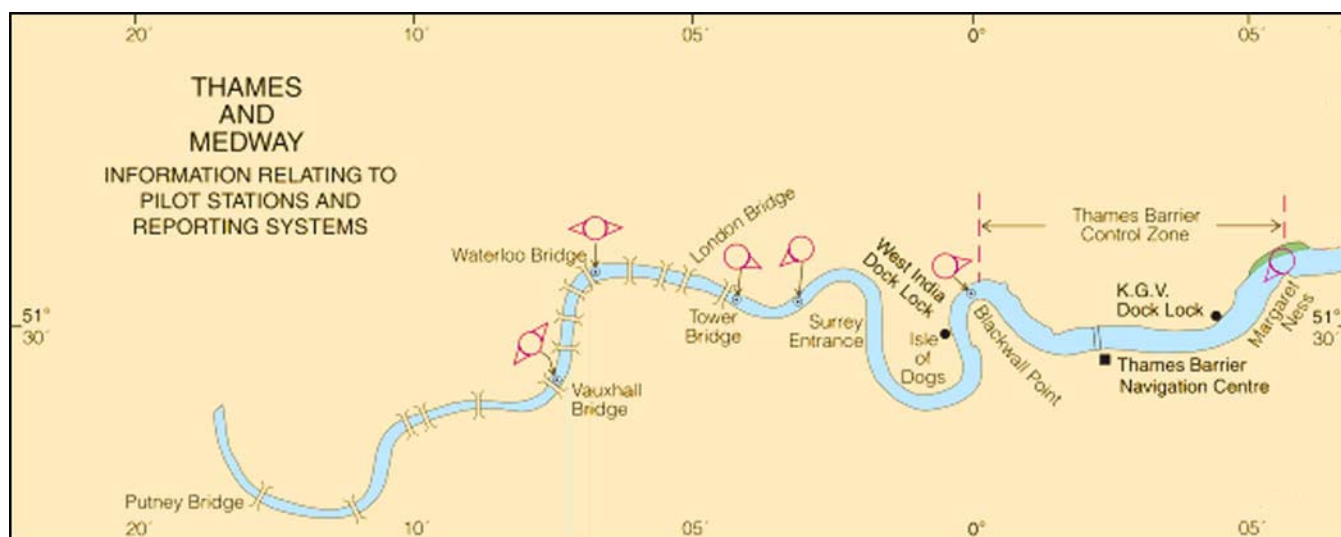 20´
10´
05´
0°
05´
THAMES
AND
MEDWAY
INFORMATION RELATING TO
PILOT STATIONS AND
REPORTING SYSTEMS
Waterloo Bridge
London Bridge
West India
Dock Lock
Thames Barrier
Control Zone
51°
30´
Tower
Bridge
Surrey
Entrance
Isle
of
Dogs
Blackwall Point
K.G.V.
Dock Lock
Margaret
Ness
51°
30´
Vauxhall
Bridge
Thames Barrier
Navigation Centre
Putney Bridge
20´
10´
05´
0°
05´